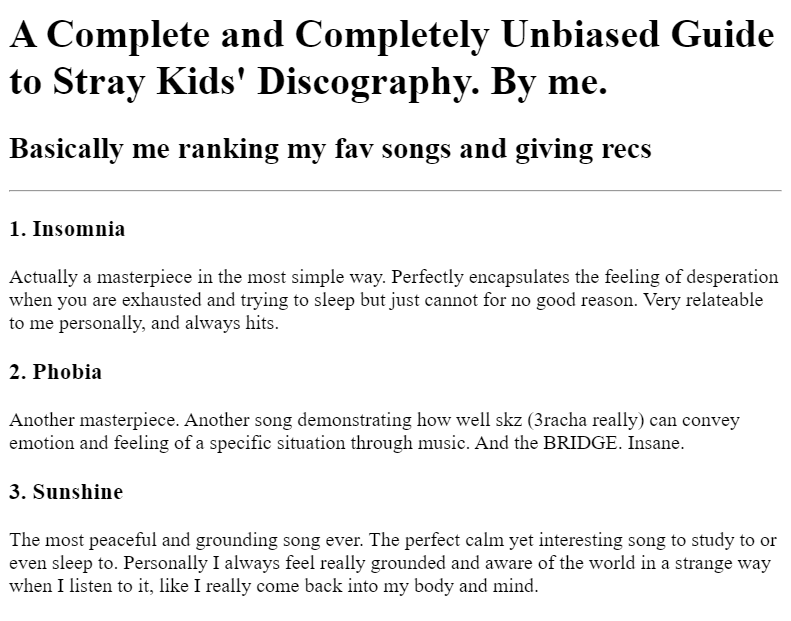 A Complete and Completely Unbiased Guide
to Stray Kids' Discography. By me.
Basically me ranking my fav songs and giving recs
1. Insomnia
Actually a masterpiece in the most simple way. Perfectly encapsulates the feeling of desperation
when you are exhausted and trying to sleep but just cannot for no good reason. Very relateable
to me personally, and always hits.
2. Phobia
Another masterpiece. Another song demonstrating how well skz (3racha really) can convey
emotion and feeling of a specific situation through music. And the BRIDGE. Insane.
3. Sunshine
The most peaceful and grounding song ever. The perfect calm yet interesting song to study to or
even sleep to. Personally I always feel really grounded and aware of the world in a strange way
when I listen to it, like I really come back into my body and mind.